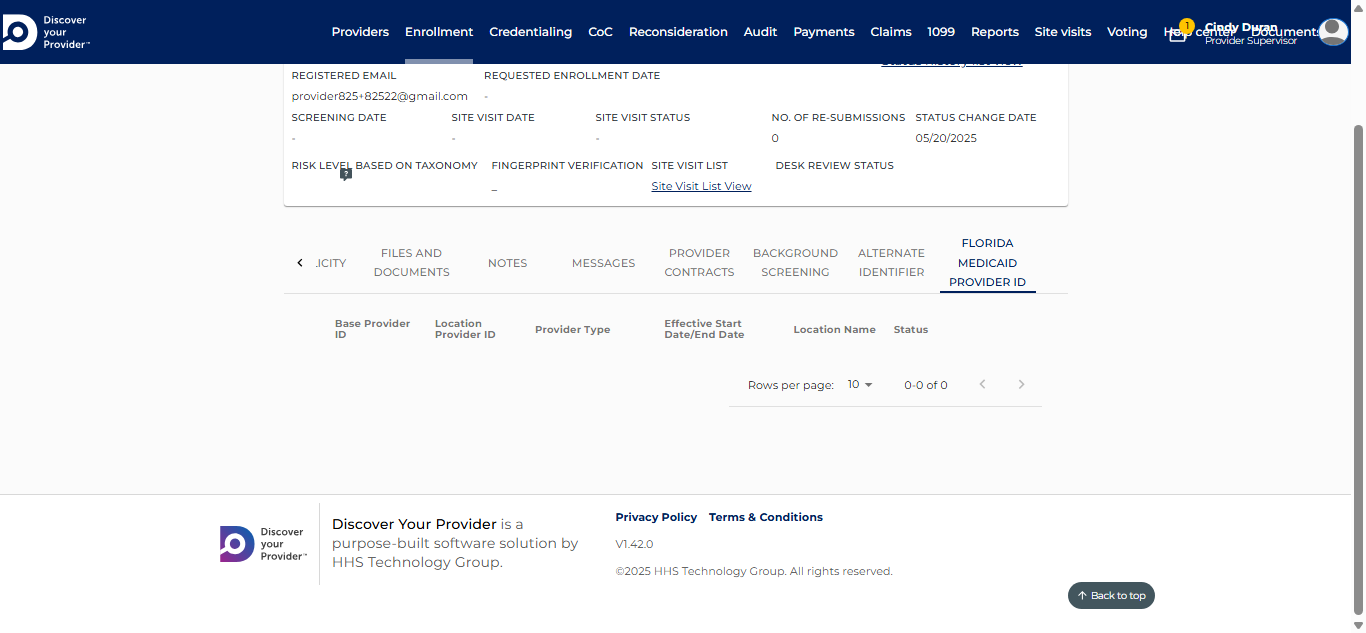 Discover
your
Provider™
Providers Enrollment Credentialing CoC Reconsideration Audit Payments Claims 1099 Reports Site visits Voting Help center Documents
1
Cindy Duran
Provider Supervisor
REGISTERED EMAIL REQUESTED ENROLLMENT DATE
provider825+82522@gmail.com -
SCREENING DATE SITE VISIT DATE SITE VISIT STATUS NO. OF RE-SUBMISSIONS STATUS CHANGE DATE
- - - 0 05/20/2025
RISK LEVEL BASED ON TAXONOMY FINGERPRINT VERIFICATION SITE VISIT LIST DESK REVIEW STATUS
?
_ Site Visit List View
LICITY
FILES AND
DOCUMENTS
NOTES
MESSAGES
PROVIDER
CONTRACTS
BACKGROUND
SCREENING
ALTERNATE
IDENTIFIER
FLORIDA
MEDICAID
PROVIDER ID
Base Provider
ID
Location
Provider ID
Provider Type
Effective Start
Date/End Date
Location Name
Status
Rows per page: 10 0-0 of 0
Discover
your
Provider™
Discover Your Provider is a
purpose-built software solution by
HHS Technology Group.
Privacy Policy Terms & Conditions
V1.42.0
©2025 HHS Technology Group. All rights reserved.
Back to top